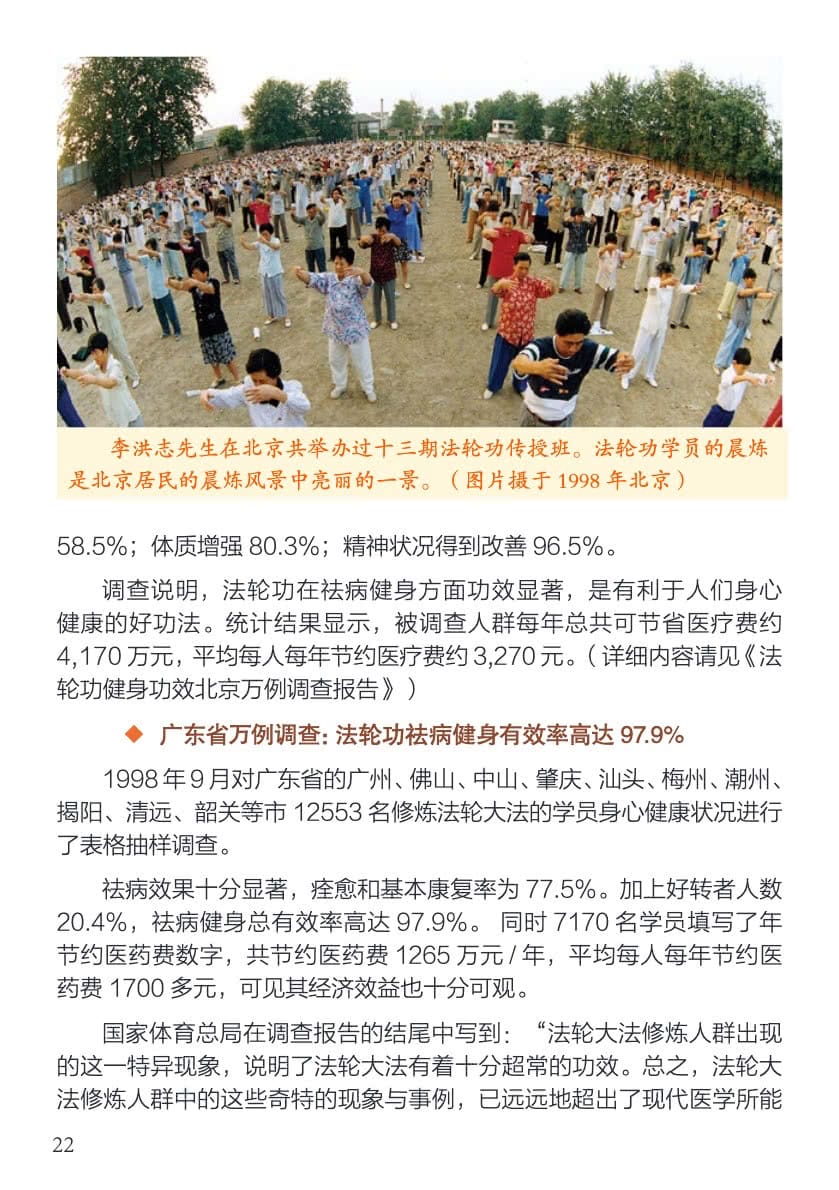 李洪志先生在北京共举办过十三期法轮功传授班。法轮功学员的晨炼
是北京居民的晨炼风景中亮丽的一景。（图片摄于 1998 年北京）
58.5%；体质增强 80.3%；精神状况得到改善 96.5%。
调查说明，法轮功在祛病健身方面功效显著，是有利于人们身心
健康的好功法。统计结果显示，被调查人群每年总共可节省医疗费约
4,170 万元，平均每人每年节约医疗费约 3,270 元。（详细内容请见《法
轮功健身功效北京万例调查报告》）
◆ 广东省万例调查：法轮功祛病健身有效率高达 97.9%
1998 年 9 月对广东省的广州、佛山、中山、肇庆、汕头、梅州、潮州、
揭阳、清远、韶关等市 12553 名修炼法轮大法的学员身心健康状况进行
了表格抽样调查。
祛病效果十分显著，痊愈和基本康复率为 77.5%。加上好转者人数
20.4%，祛病健身总有效率高达 97.9%。 同时 7170 名学员填写了年
节约医药费数字，共节约医药费 1265 万元 / 年，平均每人每年节约医
药费 1700 多元，可见其经济效益也十分可观。
国家体育总局在调查报告的结尾中写到：“法轮大法修炼人群出现
的这一特异现象，说明了法轮大法有着十分超常的功效。总之，法轮大
法修炼人群中的这些奇特的现象与事例，已远远地超出了现代医学所能
22